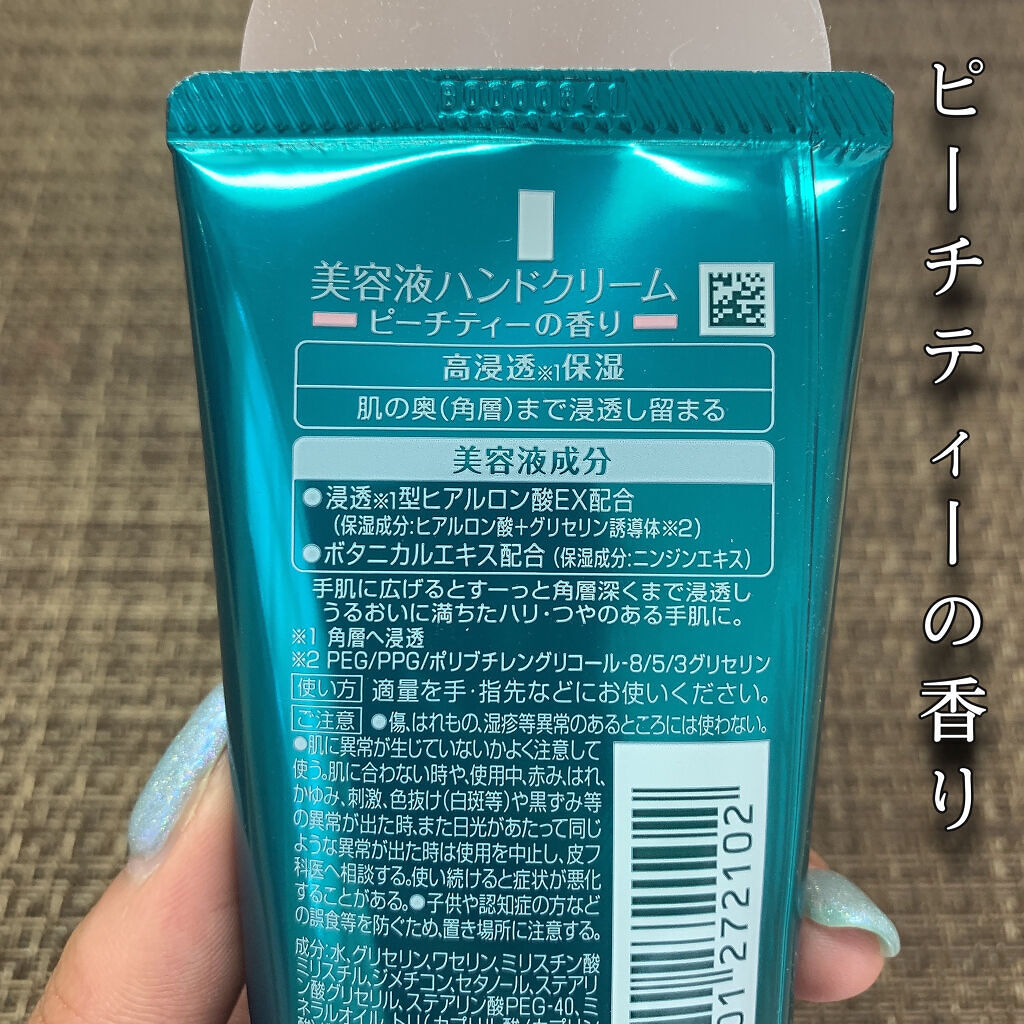 B0000841
美容液ハンドクリーム
ピーチティーの香り
高浸透※1保湿
肌の奥(角層)まで浸透し留まる
美容液成分
●浸透※1型ヒアルロン酸EX配合
(保湿成分:ヒアルロン酸+グリセリン誘導体※2)
●ボタニカルエキス配合(保湿成分:ニンジンエキス)
手肌に広げるとすーっと角層深くまで浸透し
うるおいに満ちたハリ・つやのある手肌に。
※1 角層へ浸透
※2 PEG/PPG/ポリブチレングリコール-8/5/3グリセリン
使い方 適量を手・指先などにお使いください。
ご注意 ●傷、はれもの、湿疹等異常のあるところには使わない。
●肌に異常が生じていないかよく注意して
使う。肌に合わない時や、使用中、赤み、はれ、
かゆみ、刺激、色抜け(白斑等)や黒ずみ等
の異常が出た時、また日光があたって同じ
ような異常が出た時は使用を中止し、皮フ
科医へ相談する。使い続けると症状が悪化
することがある。●子供や認知症の方など
の誤食等を防ぐため、置き場所に注意する。
成分:水、グリセリン、ワセリン、ミリスチン酸
ミリスチル、ジメチコン、セタノール、ステアリ
ン酸グリセリル、ステアリン酸PEG-40、ミ
ネラルオイル、トリ(カプリル酸/カプリン
01 272102
ピーチティーの香り